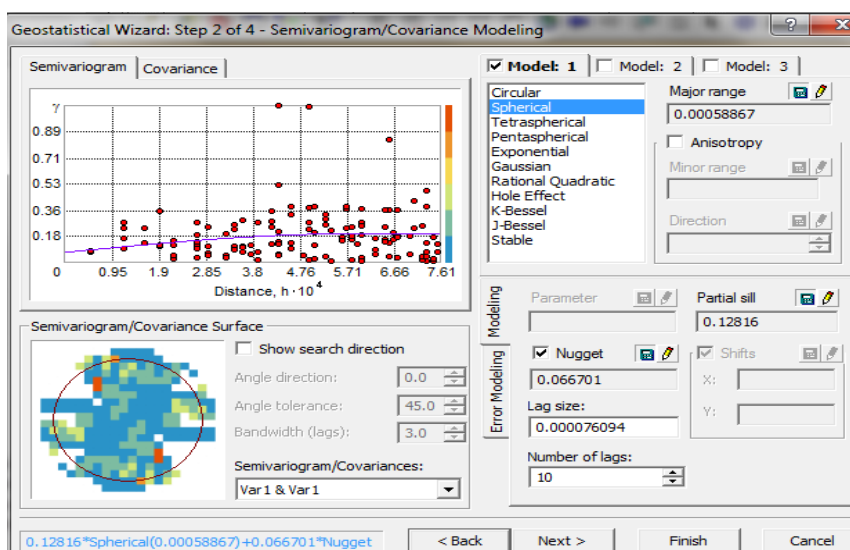 Geostatistical Wizard: Step 2 of 4 - Semivariogram/Covariance Modeling
Semivariogram
Covariance
γ
0.89
0.71
0.53
0.36
0.18
0 0.95 1.9 2.85 3.8 4.76 5.71 6.66 7.61
Distance, h · 10⁴
Semivariogram/Covariance Surface
Show search direction
Angle direction: 0.0
Angle tolerance: 45.0
Bandwidth (lags): 3.0
Semivariogram/Covariances:
Var1 & Var1
Model: 1
Model: 2
Model: 3
Circular
Spherical
Tetraspherical
Pentaspherical
Exponential
Gaussian
Rational Quadratic
Hole Effect
K-Bessel
J-Bessel
Stable
Major range
0.00058867
Anisotropy
Minor range
Direction
Modeling
Error Modeling
Parameter
Partial sill
0.12816
Nugget
0.066701
Shifts
X:
Y:
Lag size:
0.000076094
Number of lags:
10
0.12816*Spherical(0.00058867)+0.066701*Nugget
< Back
Next >
Finish
Cancel